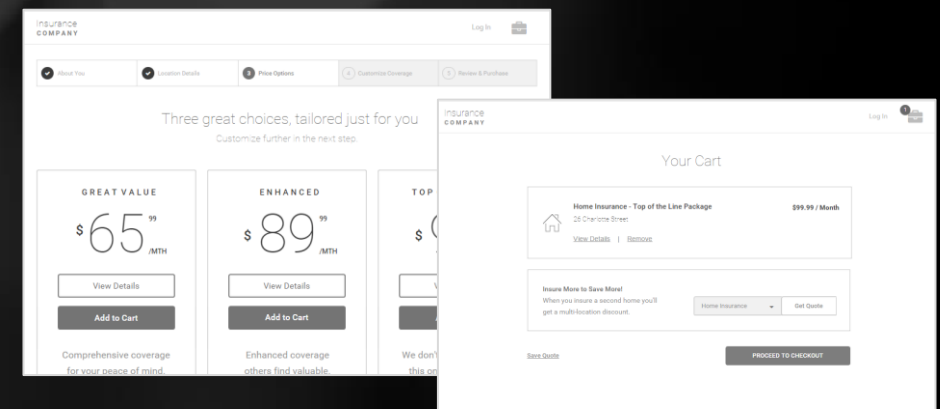 Insurance
COMPANY
Log In
About You
Location Details
3 Price Options
4 Customize Coverage
5 Review & Purchase
Three great choices, tailored just for you
Customize further in the next step.
GREAT VALUE
$65 99 /MTH
View Details
Add to Cart
Comprehensive coverage
for your peace of mind.
ENHANCED
$89 99 /MTH
View Details
Add to Cart
Enhanced coverage
others find valuable.
TOP
$
We don't
this on
Insurance
COMPANY
Log In
1
Your Cart
Home Insurance - Top of the Line Package
$99.99 / Month
26 Charlotte Street
View Details | Remove
Insure More to Save More!
When you insure a second home you'll
get a multi-location discount.
Home Insurance
Get Quote
Save Quote
PROCEED TO CHECKOUT